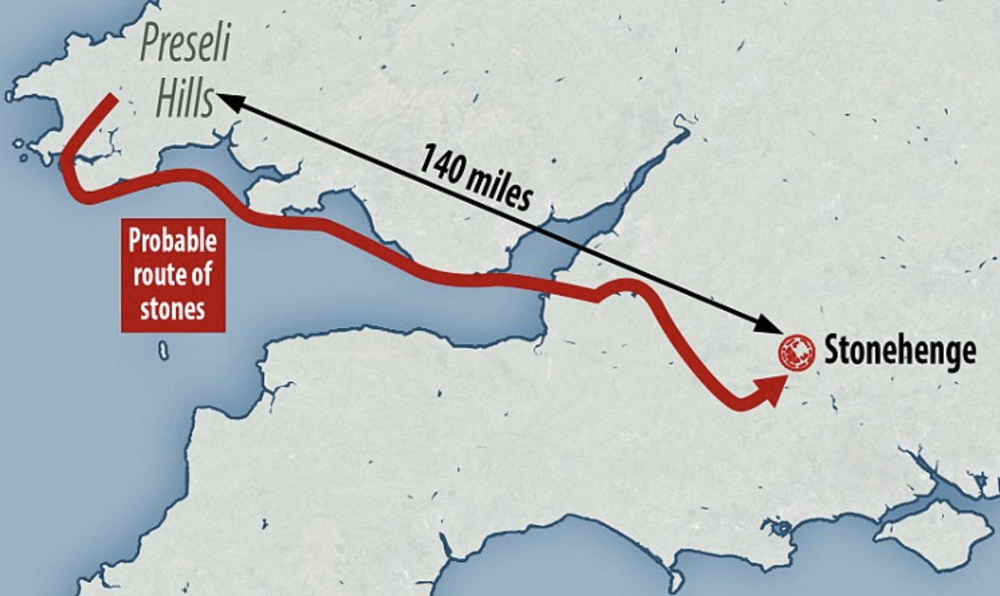 Preseli
Hills
140 miles
Probable
route of
stones
Stonehenge